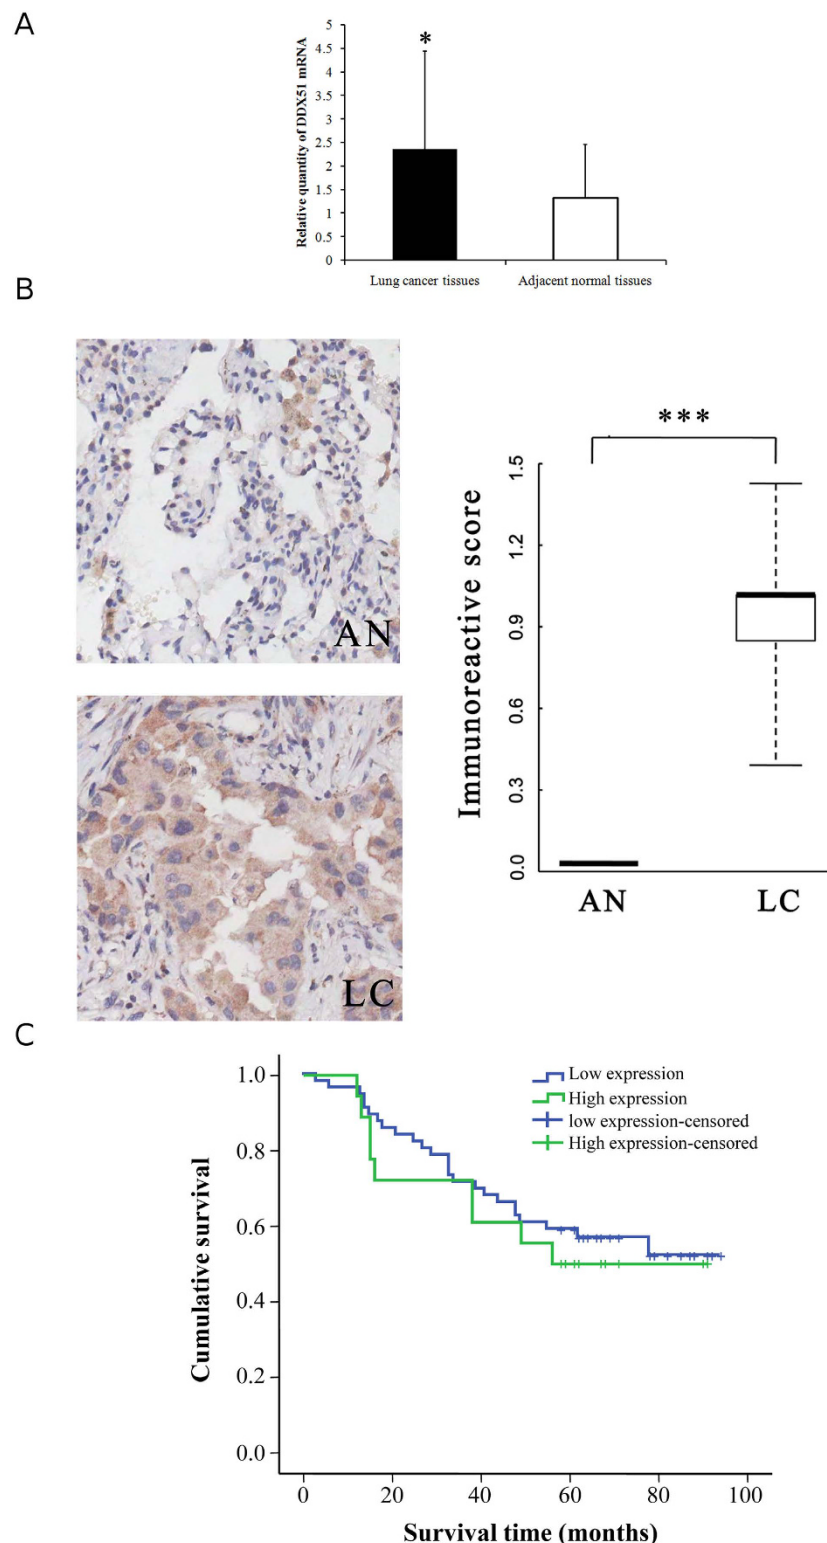 A
Relative quantity of DDX51 mRNA
5
4.5
4
3.5
3
2.5
2
1.5
1
0.5
0
*
Lung cancer tissues
Adjacent normal tissues
B
AN
LC
Immunoreactive score
1.5
1.2
0.9
0.6
0.3
0.0
***
AN
LC
C
Cumulative survival
1.0
0.8
0.6
0.4
0.2
0.0
Low expression
High expression
low expression-censored
High expression-censored
0 20 40 60 80 100
Survival time (months)